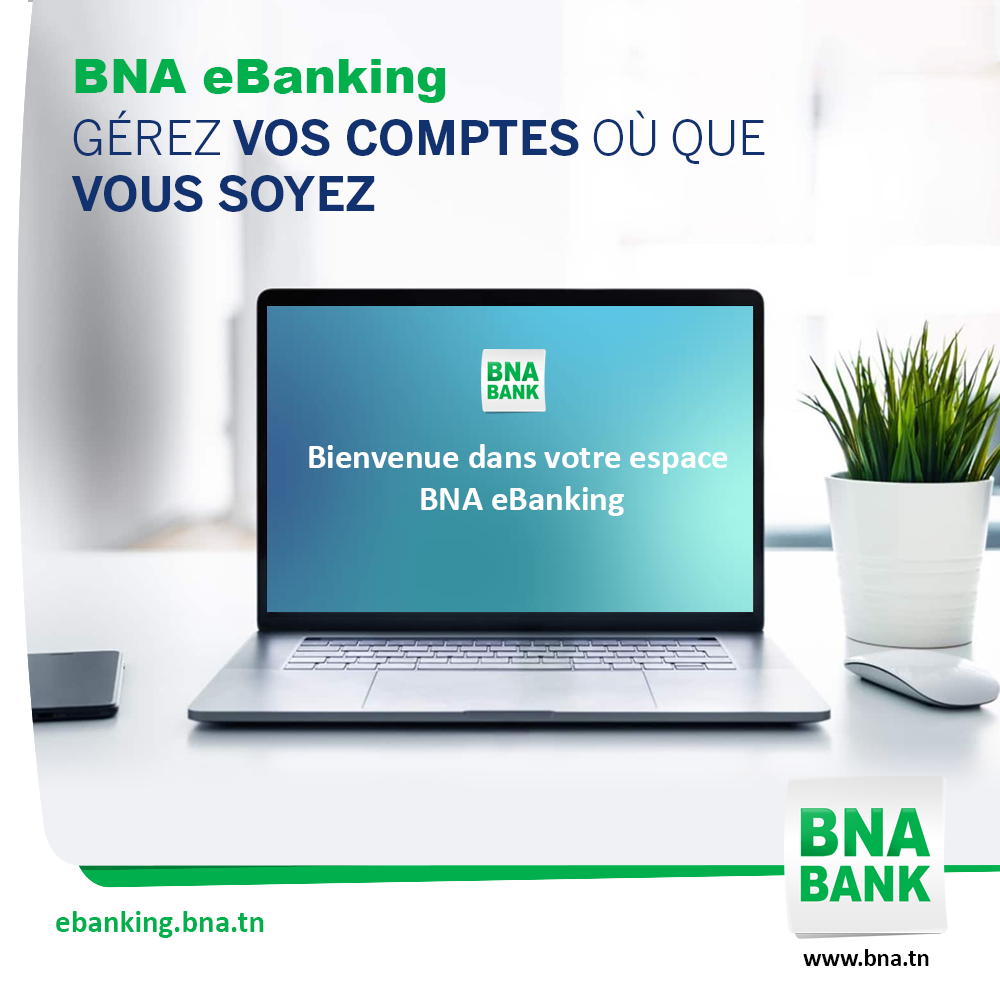 BNA eBanking
GÉREZ VOS COMPTES OÙ QUE
VOUS SOYEZ
BNA
BANK
Bienvenue dans votre espace
BNA eBanking
BNA
BANK
ebanking.bna.tn
www.bna.tn